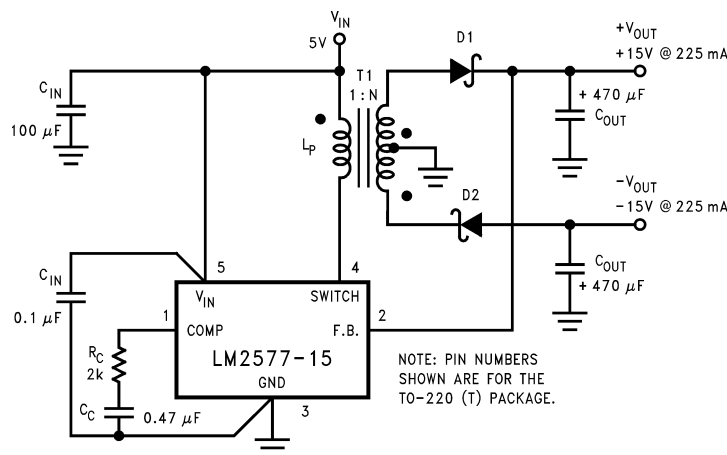 V_IN
5V
D1
+V_OUT
+15V @ 225 mA
C_IN
100 μF
T1
1:N
L_P
+ 470 μF
C_OUT
D2
-V_OUT
-15V @ 225 mA
C_IN
0.1 μF
5
4
V_IN
SWITCH
C_OUT
+ 470 μF
1
COMP
F.B.
2
R_C
2k
LM2577-15
GND
3
C_C
0.47 μF
NOTE: PIN NUMBERS
SHOWN ARE FOR THE
TO-220 (T) PACKAGE.